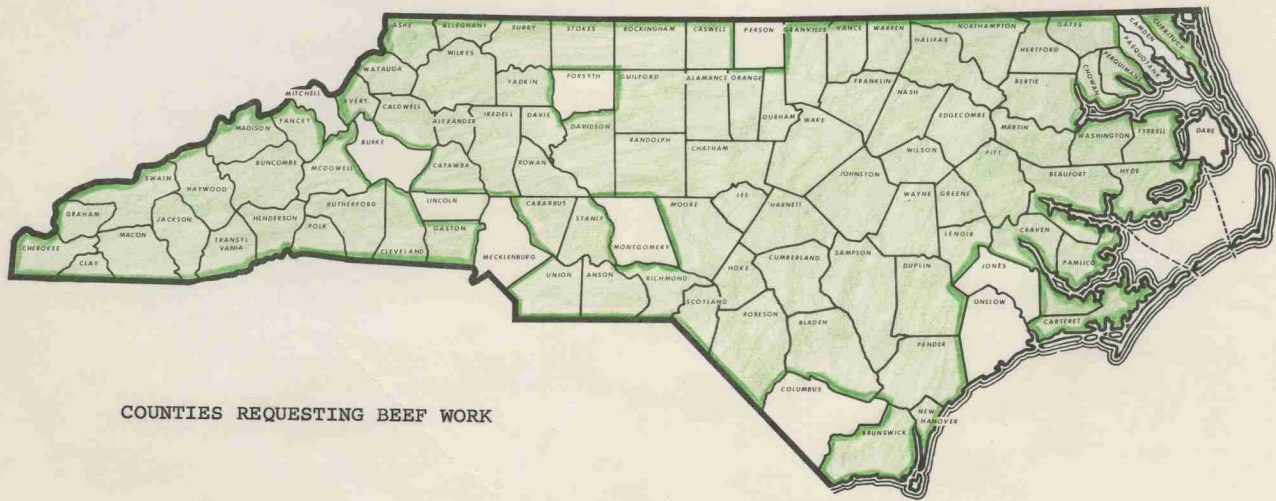 ASHE
ALLEGHANY
SURRY
STOKES
ROCKINGHAM
CASWELL
PERSON
GRANVILLE
VANCE
WARREN
NORTHAMPTON
GATES
CAMDEN
CURRITUCK
PASQUOTANK
PERQUIMANS
CHOWAN
HERTFORD
HALIFAX
WATAUGA
WILKES
YADKIN
FORSYTH
GUILFORD
ALAMANCE
ORANGE
DURHAM
FRANKLIN
NASH
BERTIE
MITCHELL
AVERY
CALDWELL
ALEXANDER
IREDELL
DAVIE
DAVIDSON
WAKE
EDGECOMBE
MARTIN
WASHINGTON
TYRRELL
DARE
MADISON
YANCEY
BURKE
RANDOLPH
CHATHAM
WILSON
PITT
BUNCOMBE
MCDOWELL
CATAWBA
ROWAN
JOHNSTON
BEAUFORT
HYDE
SWAIN
HAYWOOD
RUTHERFORD
LINCOLN
CABARRUS
STANLY
MOORE
LEE
HARNETT
WAYNE
GREENE
GRAHAM
JACKSON
HENDERSON
POLK
CLEVELAND
GASTON
MONTGOMERY
LENOIR
CRAVEN
CHEROKEE
CLAY
MACON
TRANSYL
VANIA
MECKLENBURG
UNION
ANSON
RICHMOND
HOKE
CUMBERLAND
SAMPSON
DUPLIN
JONES
PAMLICO
SCOTLAND
ROBESON
BLADEN
ONSLOW
CARTERET
PENDER
COLUMBUS
NEW
HANOVER
BRUNSWICK
COUNTIES REQUESTING BEEF WORK